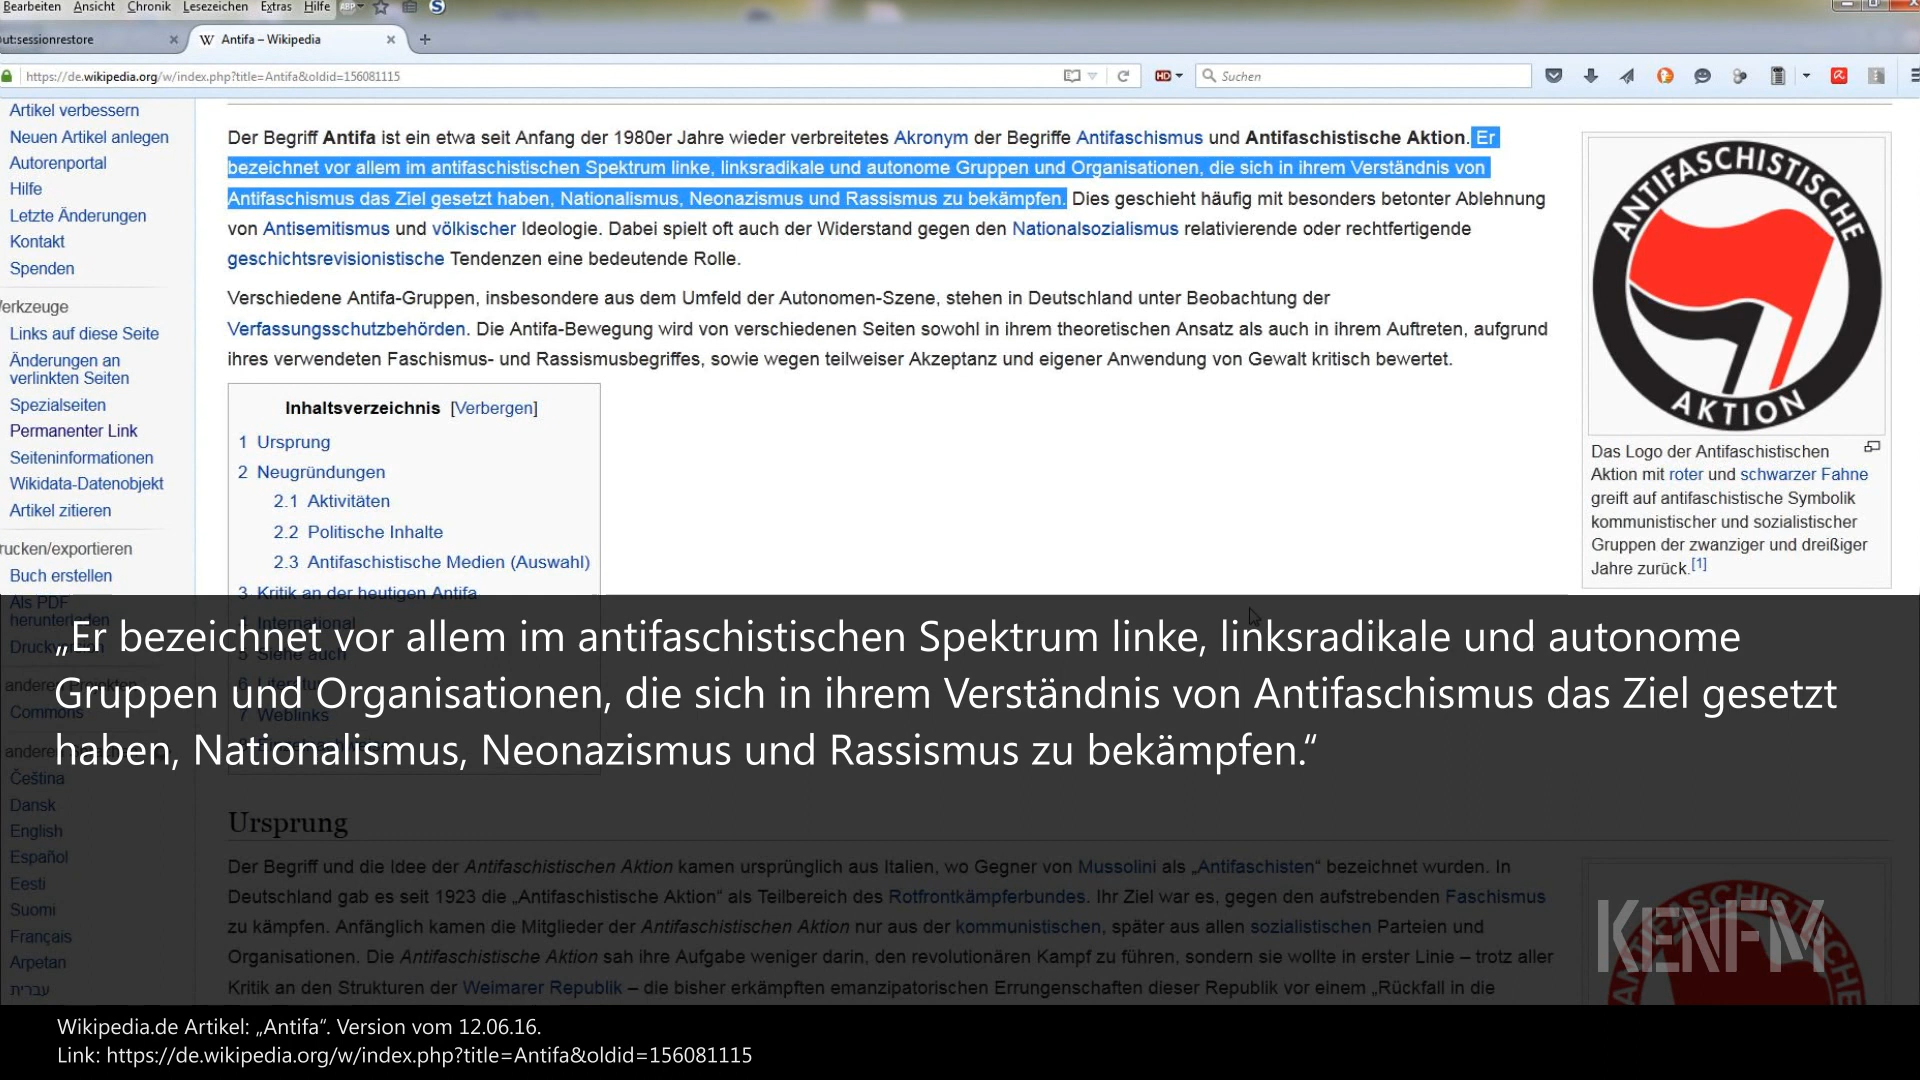 Bearbeiten Ansicht Chronik Lesezeichen Extras Hilfe ABP S
out:sessionrestore
W Antifa – Wikipedia
https://de.wikipedia.org/w/index.php?title=Antifa&oldid=156081115
HD
Suchen
Artikel verbessern
Neuen Artikel anlegen
Autorenportal
Hilfe
Letzte Änderungen
Kontakt
Spenden
Werkzeuge
Links auf diese Seite
Änderungen an
verlinkten Seiten
Spezialseiten
Permanenter Link
Seiteninformationen
Wikidata-Datenobjekt
Artikel zitieren
rucken/exportieren
Buch erstellen
Als PDF
herunterladen
anderen Projekten
Commons
Čeština
Dansk
English
Español
Eesti
Suomi
Français
Arpetan
עברית
Der Begriff Antifa ist ein etwa seit Anfang der 1980er Jahre wieder verbreitetes Akronym der Begriffe Antifaschismus und Antifaschistische Aktion. Er
bezeichnet vor allem im antifaschistischen Spektrum linke, linksradikale und autonome Gruppen und Organisationen, die sich in ihrem Verständnis von
Antifaschismus das Ziel gesetzt haben, Nationalismus, Neonazismus und Rassismus zu bekämpfen. Dies geschieht häufig mit besonders betonter Ablehnung
von Antisemitismus und völkischer Ideologie. Dabei spielt oft auch der Widerstand gegen den Nationalsozialismus relativierende oder rechtfertigende
geschichtsrevisionistische Tendenzen eine bedeutende Rolle.
Verschiedene Antifa-Gruppen, insbesondere aus dem Umfeld der Autonomen-Szene, stehen in Deutschland unter Beobachtung der
Verfassungsschutzbehörden. Die Antifa-Bewegung wird von verschiedenen Seiten sowohl in ihrem theoretischen Ansatz als auch in ihrem Auftreten, aufgrund
ihres verwendeten Faschismus- und Rassismusbegriffes, sowie wegen teilweiser Akzeptanz und eigener Anwendung von Gewalt kritisch bewertet.
Inhaltsverzeichnis [Verbergen]
1 Ursprung
2 Neugründungen
2.1 Aktivitäten
2.2 Politische Inhalte
2.3 Antifaschistische Medien (Auswahl)
3 Kritik an der heutigen Antifa
4 International
5 Siehe auch
6 Literatur
7 Weblinks
ANTIFASCHISTISCHE
AKTION
Das Logo der Antifaschistischen
Aktion mit roter und schwarzer Fahne
greift auf antifaschistische Symbolik
kommunistischer und sozialistischer
Gruppen der zwanziger und dreißiger
Jahre zurück.[1]
„Er bezeichnet vor allem im antifaschistischen Spektrum linke, linksradikale und autonome
Gruppen und Organisationen, die sich in ihrem Verständnis von Antifaschismus das Ziel gesetzt
haben, Nationalismus, Neonazismus und Rassismus zu bekämpfen.“
Ursprung
Der Begriff und die Idee der Antifaschistischen Aktion kamen ursprünglich aus Italien, wo Gegner von Mussolini als „Antifaschisten“ bezeichnet wurden. In
Deutschland gab es seit 1923 die „Antifaschistische Aktion“ als Teilbereich des Rotfrontkämpferbundes. Ihr Ziel war es, gegen den aufstrebenden Faschismus
zu kämpfen. Anfänglich kamen die Mitglieder der Antifaschistischen Aktion nur aus der kommunistischen, später aus allen sozialistischen Parteien und
Organisationen. Die Antifaschistische Aktion sah ihre Aufgabe weniger darin, den revolutionären Kampf zu führen, sondern sie wollte in erster Linie – trotz aller
Kritik an den Strukturen der Weimarer Republik – die bisher erkämpften emanzipatorischen Errungenschaften dieser Republik vor einem „Rückfall in die
ANTIFASCHISTISCHE
KENFM
Wikipedia.de Artikel: „Antifa“. Version vom 12.06.16.
Link: https://de.wikipedia.org/w/index.php?title=Antifa&oldid=156081115